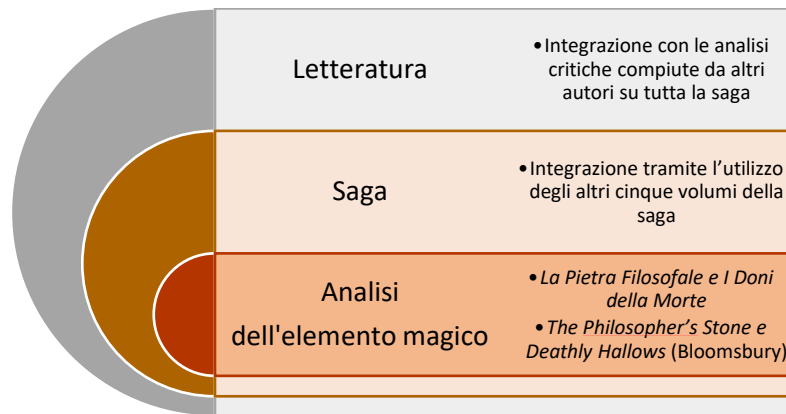 Letteratura
•Integrazione con le analisi
critiche compiute da altri
autori su tutta la saga
Saga
•Integrazione tramite l'utilizzo
degli altri cinque volumi della
saga
Analisi
dell'elemento magico
•La Pietra Filosofale e I Doni
della Morte
•The Philosopher's Stone e
Deathly Hallows (Bloomsbury)